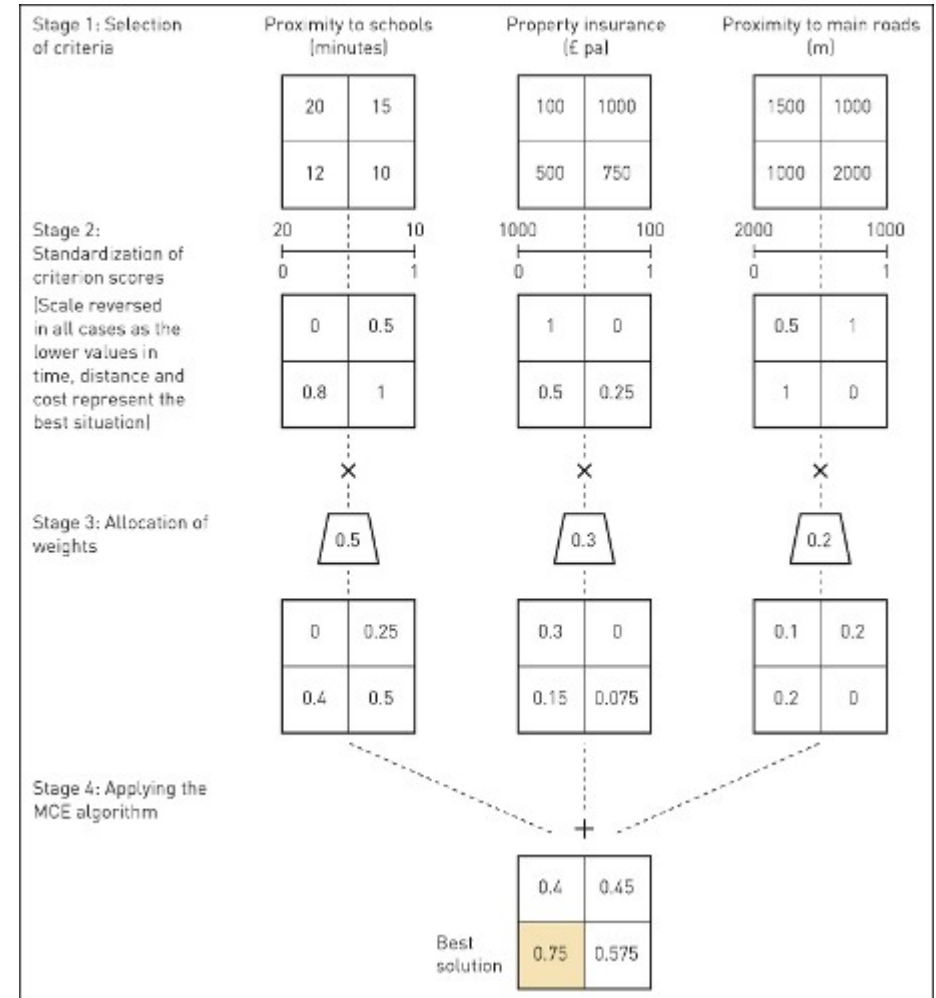 Stage 1: Selection
of criteria
Proximity to schools
(minutes)
Property insurance
(£ pa)
Proximity to main roads
(m)
20 15
12 10
100 1000
500 750
1500 1000
1000 2000
Stage 2:
Standardization of
criterion scores
(Scale reversed
in all cases as the
lower values in
time, distance and
cost represent the
best situation)
20 10
0 1
1000 100
0 1
2000 1000
0 1
0 0.5
0.8 1
1 0
0.5 0.25
0.5 1
1 0
× × ×
Stage 3: Allocation of
weights
0.5 0.3 0.2
0 0.25
0.4 0.5
0.3 0
0.15 0.075
0.1 0.2
0.2 0
Stage 4: Applying the
MCE algorithm
+
0.4 0.45
0.75 0.575
Best
solution